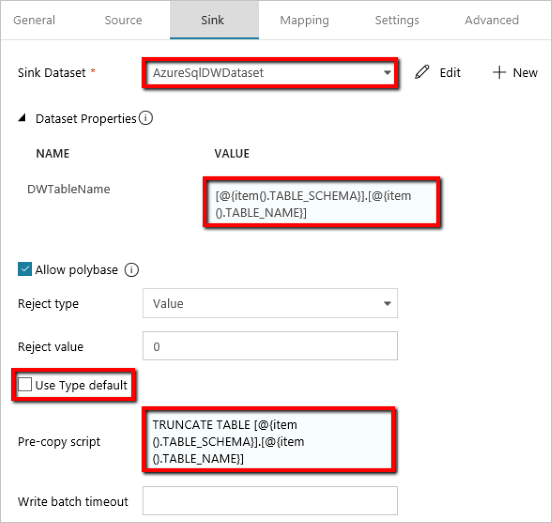 General Source Sink Mapping Settings Advanced
Sink Dataset * AzureSqlDWDataset Edit + New
Dataset Properties
NAME VALUE
DWTableName [@{item().TABLE_SCHEMA}].[@{item
().TABLE_NAME}]
Allow polybase
Reject type Value
Reject value 0
Use Type default
TRUNCATE TABLE [@{item
Pre-copy script ().TABLE_SCHEMA}].[@{item
().TABLE_NAME}]
Write batch timeout